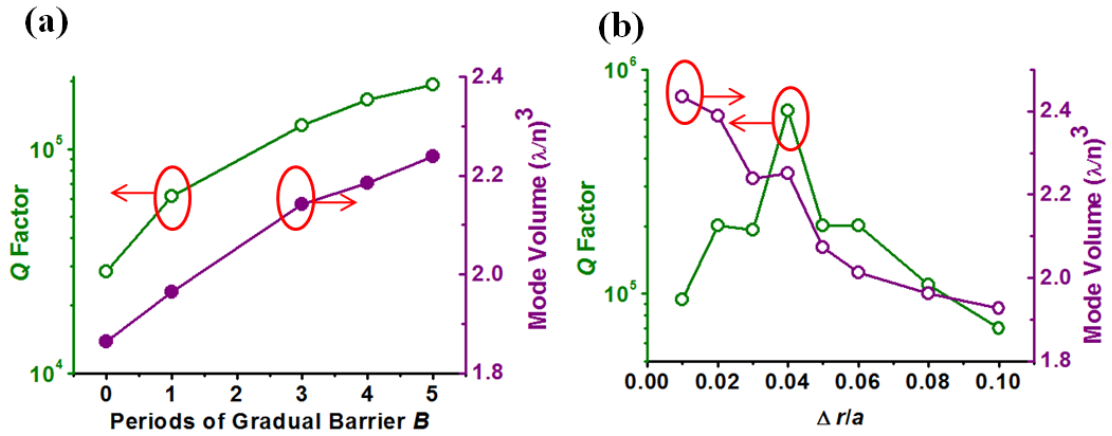 (a)
Q Factor
10^5
10^4
2.4
2.2
2.0
1.8
Mode Volume (λ/n)^3
0 1 2 3 4 5
Periods of Gradual Barrier B
(b)
Q Factor
10^6
10^5
2.4
2.2
2.0
1.8
Mode Volume (λ/n)^3
0.00 0.02 0.04 0.06 0.08 0.10
Δ r/a